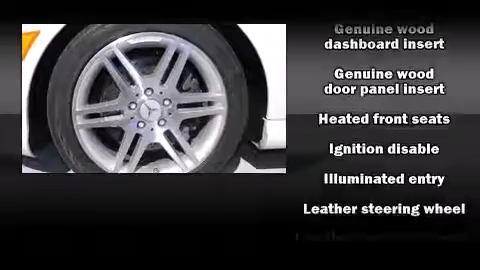 Genuine wood
dashboard insert
Genuine wood
door panel insert
Heated front seats
Ignition disable
Illuminated entry
Leather steering wheel